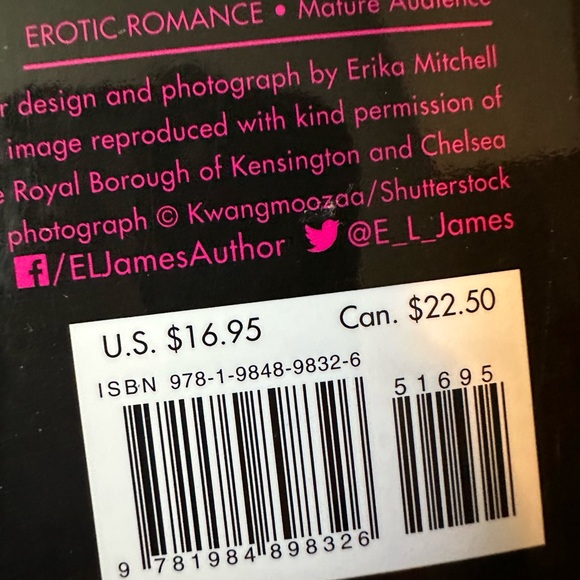 EROTIC ROMANCE • Mature Audience
r design and photograph by Erika Mitchell
image reproduced with kind permission of
e Royal Borough of Kensington and Chelsea
photograph © Kwangmoozaa/Shutterstock
f/ELJamesAuthor @E_L_James
U.S. $16.95 Can. $22.50
ISBN 978-1-9848-9832-6
51695
9 781984 898326